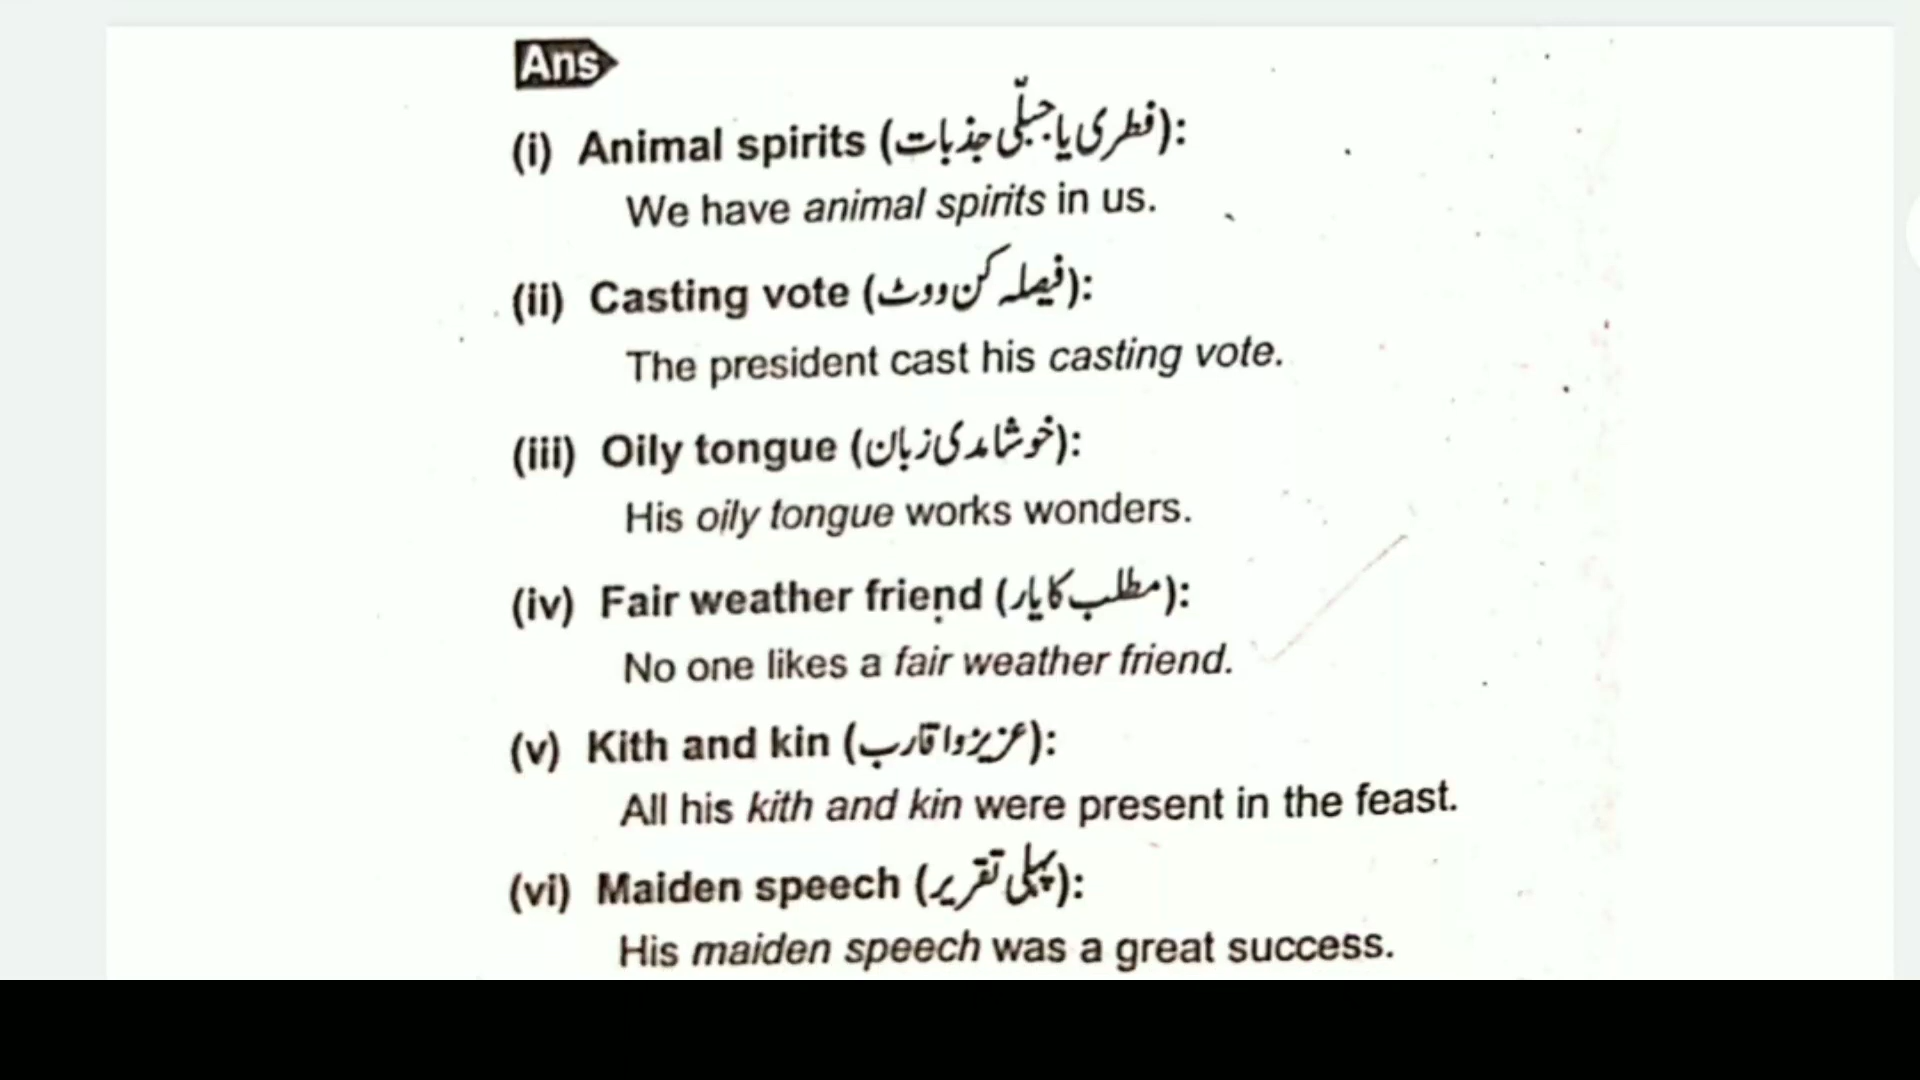 Ans
(i) Animal spirits (فطری یا جبلّی جذبات):
We have animal spirits in us.
(ii) Casting vote (فیصلہ کن ووٹ):
The president cast his casting vote.
(iii) Oily tongue (خوشامدی زبان):
His oily tongue works wonders.
(iv) Fair weather friend (مطلب کا یار):
No one likes a fair weather friend.
(v) Kith and kin (عزیز و اقارب):
All his kith and kin were present in the feast.
(vi) Maiden speech (پہلی تقریر):
His maiden speech was a great success.